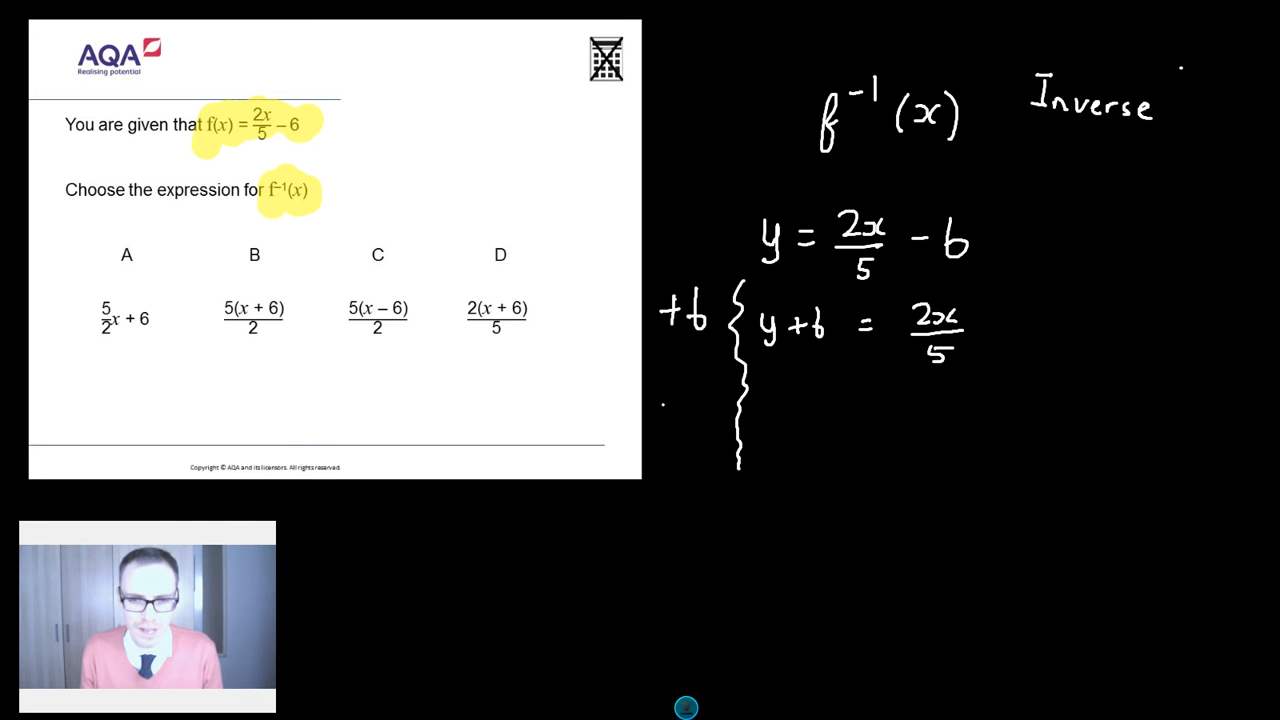 AQA
Realising potential
You are given that f(x) = 2x/5 – 6
Choose the expression for f⁻¹(x)
A B C D
5/2 x + 6 5(x + 6)/2 5(x – 6)/2 2(x + 6)/5
Copyright © AQA and its licensors. All rights reserved.
f⁻¹(x) Inverse
y = 2x/5 - 6
+6 { y + 6 = 2x/5